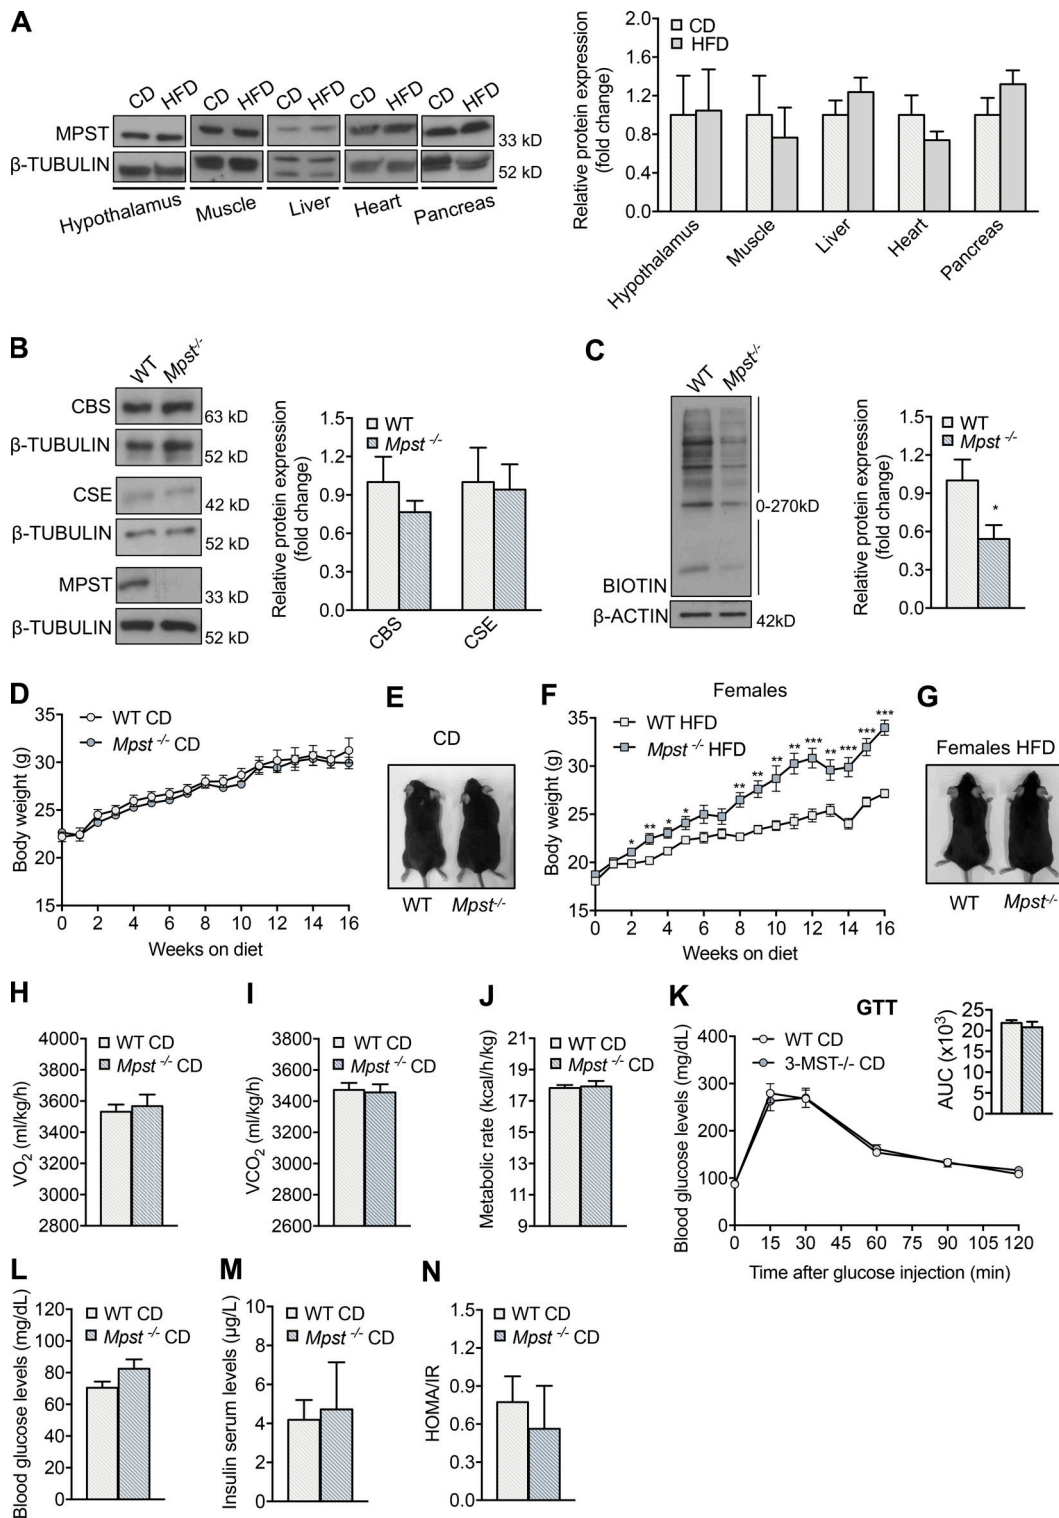 A
CD HFD CD HFD CD HFD CD HFD CD HFD
MPST
33 kD
β-TUBULIN
52 kD
Hypothalamus Muscle Liver Heart Pancreas
Relative protein expression
(fold change)
2.0
1.6
1.2
0.8
0.4
0.0
CD
HFD
Hypothalamus Muscle Liver Heart Pancreas
B
WT Mpst-/-
CBS
63 kD
β-TUBULIN
52 kD
CSE
42 kD
β-TUBULIN
52 kD
MPST
33 kD
β-TUBULIN
52 kD
Relative protein expression
(fold change)
1.5
1.2
0.9
0.6
0.3
0.0
WT
Mpst -/-
CBS CSE
C
WT Mpst-/-
0-270kD
BIOTIN
β-ACTIN
42kD
Relative protein expression
(fold change)
1.5
1.2
0.9
0.6
0.3
0.0
WT
Mpst -/-
*
D
Body weight (g)
35
30
25
20
15
WT CD
Mpst -/- CD
0 2 4 6 8 10 12 14 16
Weeks on diet
E
CD
WT Mpst-/-
F
Females
Body weight (g)
35
30
25
20
15
WT HFD
Mpst -/- HFD
* ** * * ** ** ** ** *** ** *** *** ***
0 2 4 6 8 10 12 14 16
Weeks on diet
G
Females HFD
WT Mpst-/-
H
VO2 (ml/kg/h)
4000
3800
3600
3400
3200
3000
2800
WT CD
Mpst -/- CD
I
VCO2 (ml/kg/h)
3800
3600
3400
3200
3000
2800
2600
WT CD
Mpst -/- CD
J
Metabolic rate (kcal/h/kg)
21
19
17
15
13
11
9
WT CD
Mpst -/- CD
K
GTT
Blood glucose levels (mg/dL)
400
300
200
100
0
WT CD
3-MST-/- CD
0 15 30 45 60 75 90 105 120
Time after glucose injection (min)
AUC (x103)
25
20
15
10
5
0
L
Blood glucose levels (mg/dL)
120
100
80
60
40
20
0
WT CD
Mpst -/- CD
M
Insulin serum levels (µg/L)
10
8
6
4
2
0
WT CD
Mpst -/- CD
N
HOMA/IR
1.5
1.2
0.9
0.6
0.3
0.0
WT CD
Mpst -/- CD